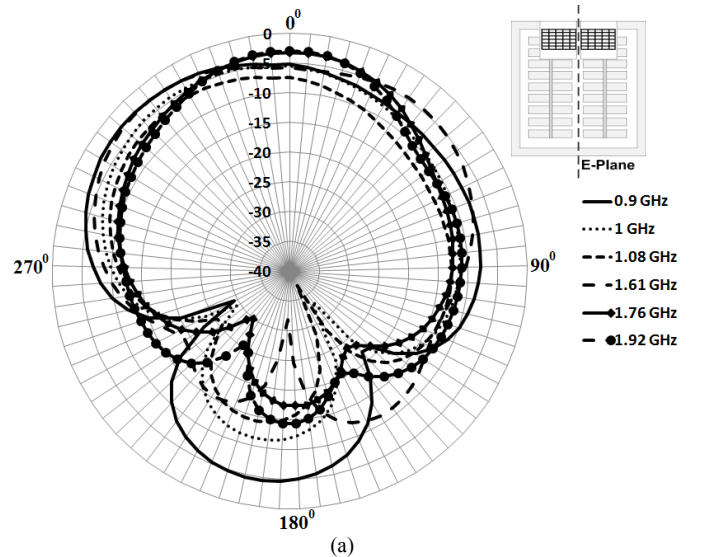 0⁰
0
-5
-10
-15
-20
-25
-30
-35
-40
270⁰
90⁰
180⁰
E-Plane
0.9 GHz
1 GHz
1.08 GHz
1.61 GHz
1.76 GHz
1.92 GHz
(a)